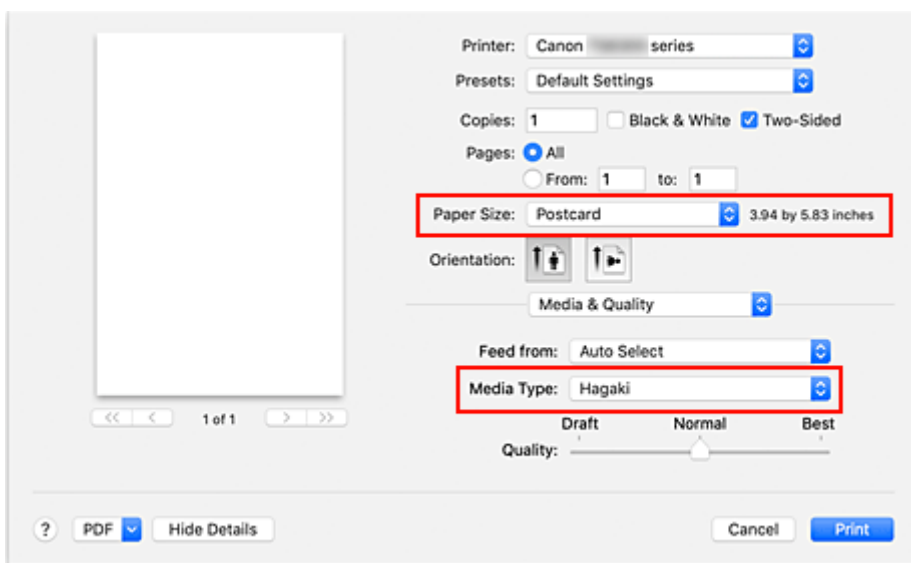 Printer: Canon series
Presets: Default Settings
Copies: 1 Black & White Two-Sided
Pages: All
From: 1 to: 1
Paper Size: Postcard 3.94 by 5.83 inches
Orientation:
Media & Quality
Feed from: Auto Select
Media Type: Hagaki
<< < 1 of 1 > >>
Draft Normal Best
Quality:
? PDF Hide Details Cancel Print